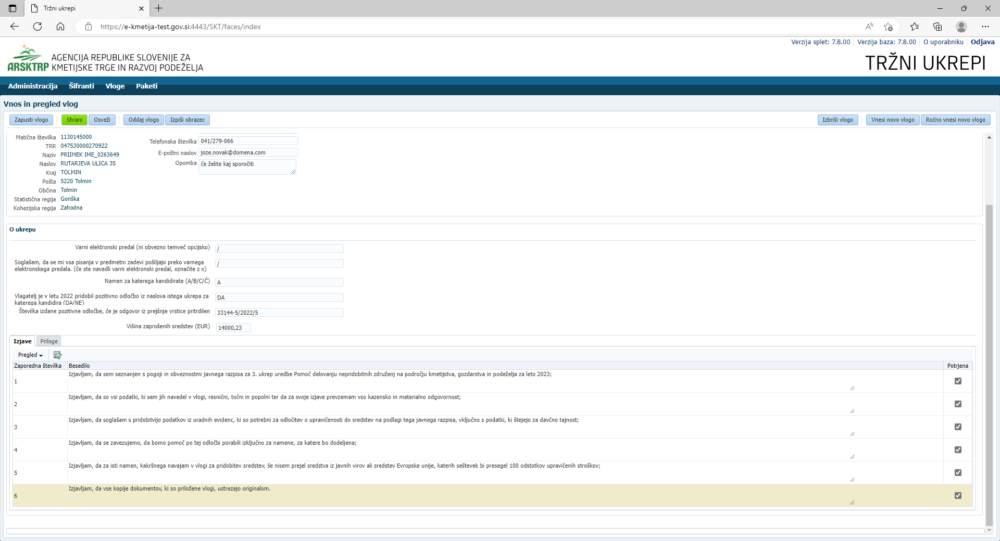 Tržni ukrepi
https://e-kmetija-test.gov.si:4443/SKT/faces/index
Verzija splet: 7.8.00 Verzija baza: 7.8.00 O uporabniku Odjava
ARSKTRP
AGENCIJA REPUBLIKE SLOVENIJE ZA
KMETIJSKE TRGE IN RAZVOJ PODEŽELJA
TRŽNI UKREPI
Administracija Šifranti Vloge Paketi
Vnos in pregled vlog
Zapusti vlogo Shrani Osveži Oddaj vlogo Izpiši obrazec Izbriši vlogo Vnesi novo vlogo Ročno vnesi novo vlogo
Matična številka 1130145000
TRR 047530000270922
Naziv PRIIMEK IME_0263649
Naslov RUTARJEVA ULICA 35
Kraj TOLMIN
Pošta 5220 Tolmin
Občina Tolmin
Statistična regija Goriška
Kohezijska regija Zahodna
Telefonska številka 041/279-066
E-poštni naslov joze.novak@domena.com
Opomba če želite kaj sporočiti
O ukrepu
Varni elektronski predal (ni obvezno temveč opcijsko) /
Soglašam, da se mi vsa pisanja v predmetni zadevi pošiljajo preko varnega
elektronskega predala. (če ste navedli varni elektronski predal, označite z x) /
Namen za katerega kandidirate (A/B/C/Č) A
Vlagatelj je v letu 2022 pridobil pozitivno odločbo iz naslova istega ukrepa za
katerega kandidira (DA/NE) DA
Številka izdane pozitivne odločbe, če je odgovor iz prejšnje vrstice pritrdilen 33144-5/2022/5
Višina zaprošenih sredstev (EUR) 14000,23
Izjave Priloge
Pregled
Zaporedna številka Besedilo Potrjena
1 Izjavljam, da sem seznanjen s pogoji in obveznostmi javnega razpisa za 3. ukrep uredbe Pomoč delovanju nepridobitnih združenj na področju kmetijstva, gozdarstva in podeželja za leto 2023;
2 Izjavljam, da so vsi podatki, ki sem jih navedel v vlogi, resnični, točni in popolni ter da za svoje izjave prevzemam vso kazensko in materialno odgovornost;
3 Izjavljam, da soglašam s pridobitvijo podatkov iz uradnih evidenc, ki so potrebni za odločitev o upravičenosti do sredstev na podlagi tega javnega razpisa, vključno s podatki, ki štejejo za davčno tajnost;
4 Izjavljam, da se zavezujemo, da bomo pomoč po tej odločbi porabili izključno za namene, za katere bo dodeljena;
5 Izjavljam, da za isti namen, kakršnega navajam v vlogi za pridobitev sredstev, še nisem prejel sredstva iz javnih virov ali sredstev Evropske unije, katerih seštevek bi presegel 100 odstotkov upravičenih stroškov;
6 Izjavljam, da vse kopije dokumentov, ki so priložene vlogi, ustrezajo originalom.